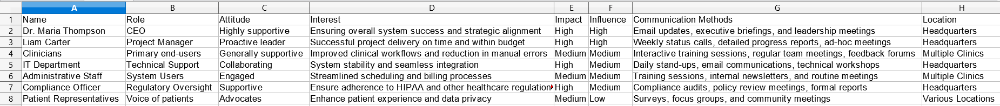 A B C D E F G H
1 Name Role Attitude Interest Impact Influence Communication Methods Location
2 Dr. Maria Thompson CEO Highly supportive Ensuring overall system success and strategic alignment High High Email updates, executive briefings, and leadership meetings Headquarters
3 Liam Carter Project Manager Proactive leader Successful project delivery on time and within budget High High Weekly status calls, detailed progress reports, ad-hoc meetings Headquarters
4 Clinicians Primary end-users Generally supportive Improved clinical workflows and reduction in manual errors Medium Medium Interactive training sessions, regular team meetings, feedback forums Multiple Clinics
5 IT Department Technical Support Collaborating System stability and seamless integration High Medium Daily stand-ups, email communications, technical workshops Headquarters
6 Administrative Staff System Users Engaged Streamlined scheduling and billing processes Medium Medium Training sessions, internal newsletters, and routine meetings Multiple Clinics
7 Compliance Officer Regulatory Oversight Supportive Ensure adherence to HIPAA and other healthcare regulation High Medium Compliance audits, policy review meetings, formal reports Headquarters
8 Patient Representatives Voice of patients Advocates Enhance patient experience and data privacy Medium Low Surveys, focus groups, and community meetings Various Locations